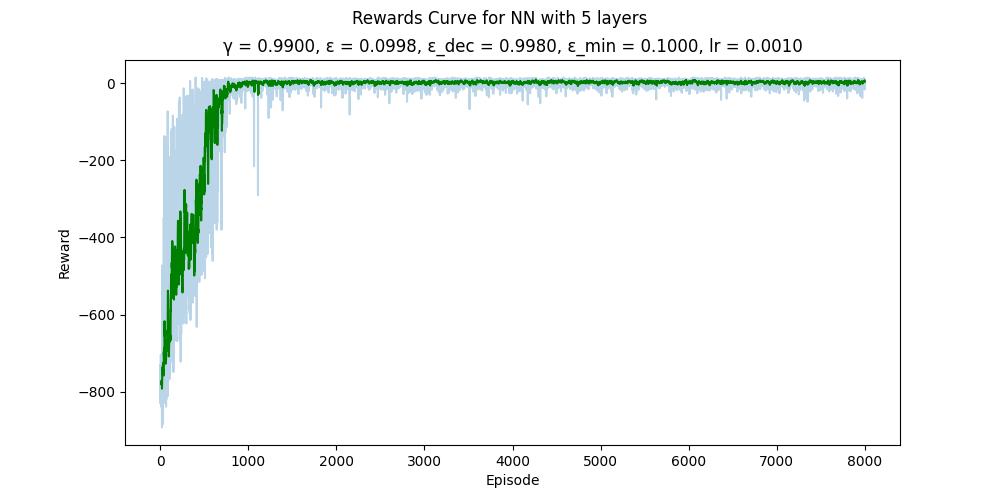 Rewards Curve for NN with 5 layers
γ = 0.9900, ε = 0.0998, ε_dec = 0.9980, ε_min = 0.1000, lr = 0.0010
0
−200
−400
−600
−800
Reward
0 1000 2000 3000 4000 5000 6000 7000 8000
Episode